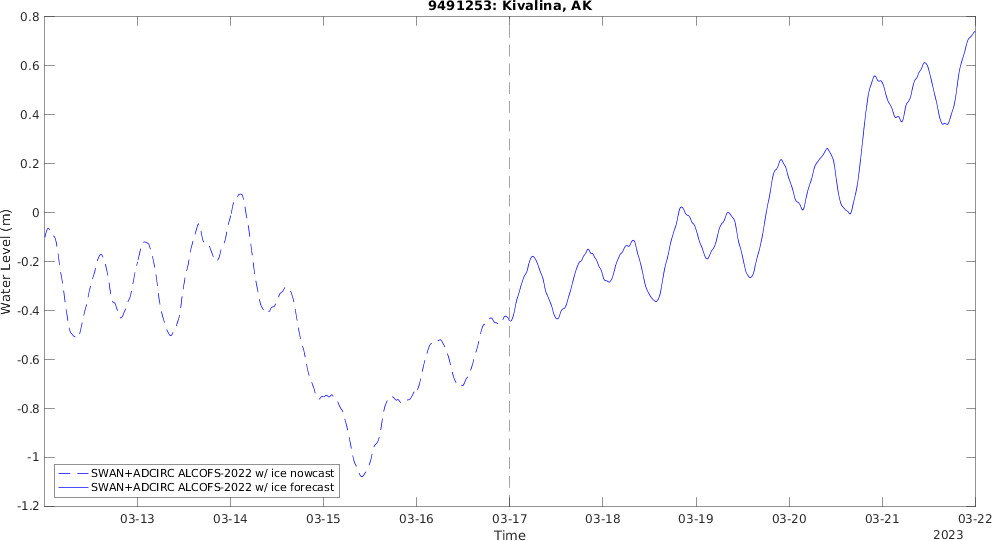 9491253: Kivalina, AK
0.8
0.6
0.4
0.2
0
-0.2
-0.4
-0.6
-0.8
-1
-1.2
Water Level (m)
SWAN+ADCIRC ALCOFS-2022 w/ ice nowcast
SWAN+ADCIRC ALCOFS-2022 w/ ice forecast
03-13 03-14 03-15 03-16 03-17 03-18 03-19 03-20 03-21 03-22
Time
2023